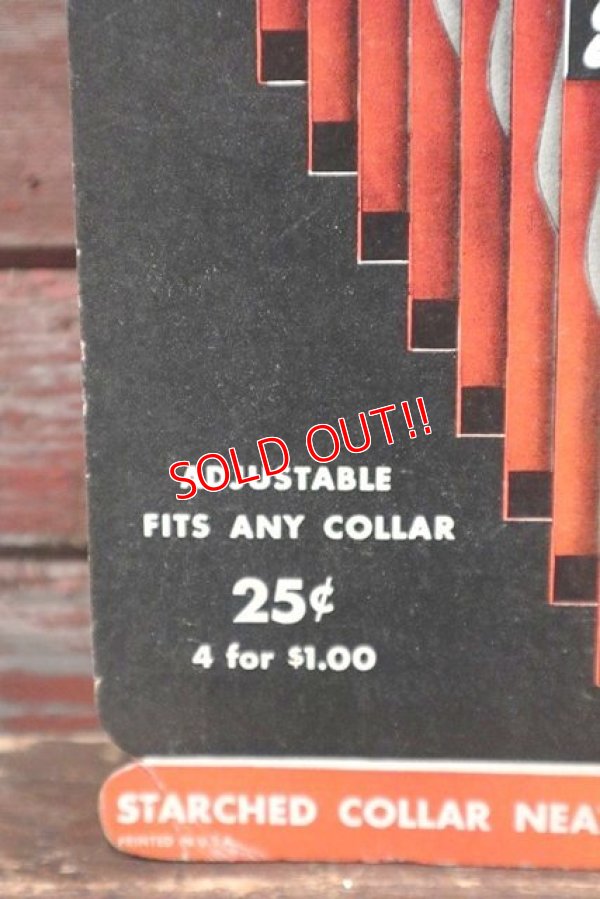 SOLD OUT!!
ADJUSTABLE
FITS ANY COLLAR
25¢
4 for $1.00
STARCHED COLLAR NEA
PRINTED IN U.S.A.